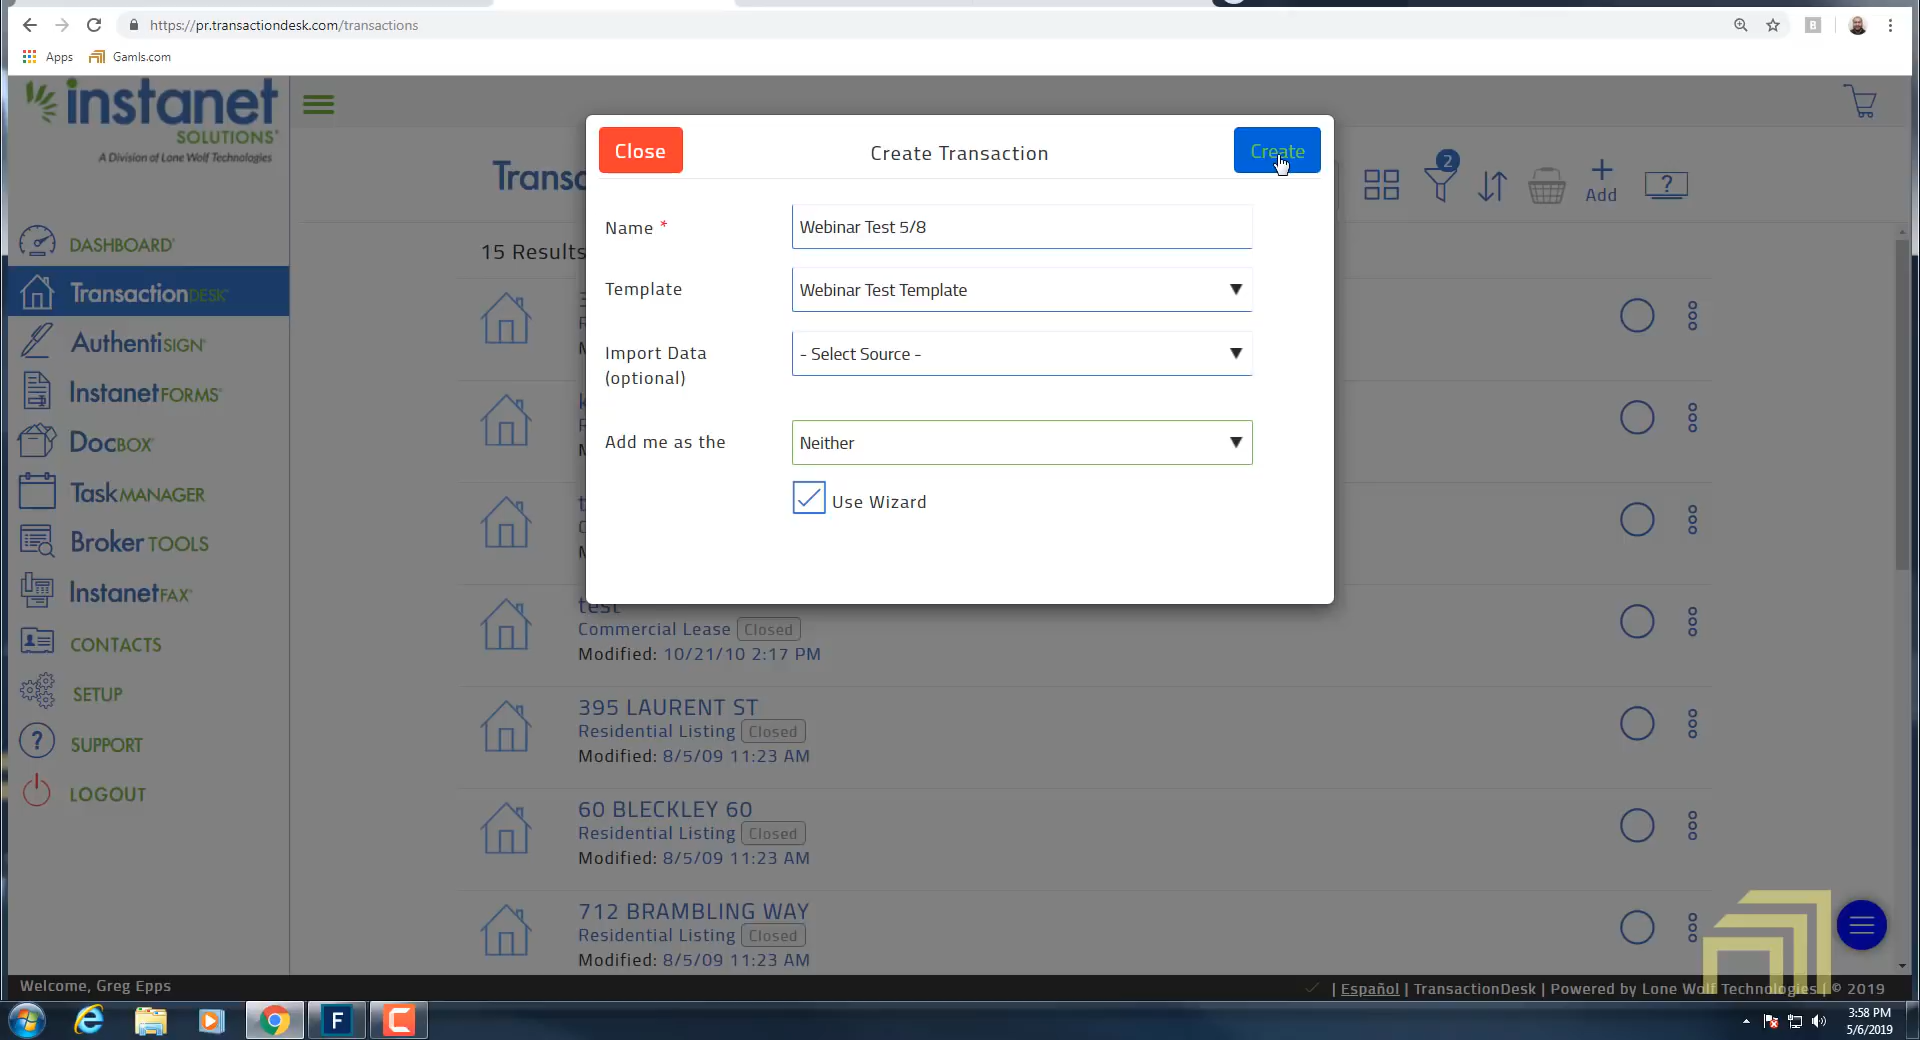 https://pr.transactiondesk.com/transactions
Apps
Gamls.com
instanet
SOLUTIONS®
A Division of Lone Wolf Technologies
DASHBOARD
TransactionDESK
AuthentiSIGN®
InstanetFORMS®
DocBOX®
TaskMANAGER
BrokerTOOLS
InstanetFAX®
CONTACTS
SETUP
SUPPORT
LOGOUT
2
Add
15 Results
Close
Create Transaction
Create
Name *
Webinar Test 5/8
Template
Webinar Test Template
Import Data
(optional)
- Select Source -
Add me as the
Neither
Use Wizard
test
Commercial Lease Closed
Modified: 10/21/10 2:17 PM
395 LAURENT ST
Residential Listing Closed
Modified: 8/5/09 11:23 AM
60 BLECKLEY 60
Residential Listing Closed
Modified: 8/5/09 11:23 AM
712 BRAMBLING WAY
Residential Listing Closed
Modified: 8/5/09 11:23 AM
Welcome, Greg Epps
| Español | TransactionDesk | Powered by Lone Wolf Technologies | © 2019
3:58 PM
5/6/2019